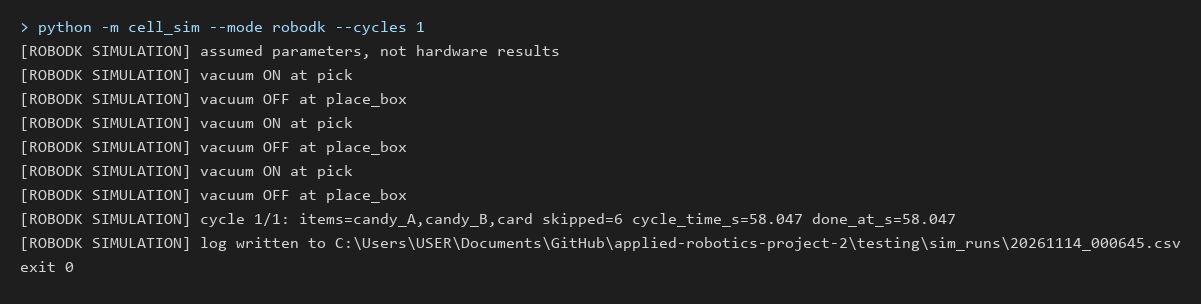 > python -m cell_sim --mode robodk --cycles 1
[ROBODK SIMULATION] assumed parameters, not hardware results
[ROBODK SIMULATION] vacuum ON at pick
[ROBODK SIMULATION] vacuum OFF at place_box
[ROBODK SIMULATION] vacuum ON at pick
[ROBODK SIMULATION] vacuum OFF at place_box
[ROBODK SIMULATION] vacuum ON at pick
[ROBODK SIMULATION] vacuum OFF at place_box
[ROBODK SIMULATION] cycle 1/1: items=candy_A,candy_B,card skipped=6 cycle_time_s=58.047 done_at_s=58.047
[ROBODK SIMULATION] log written to C:\Users\USER\Documents\GitHub\applied-robotics-project-2\testing\sim_runs\20261114_000645.csv
exit 0